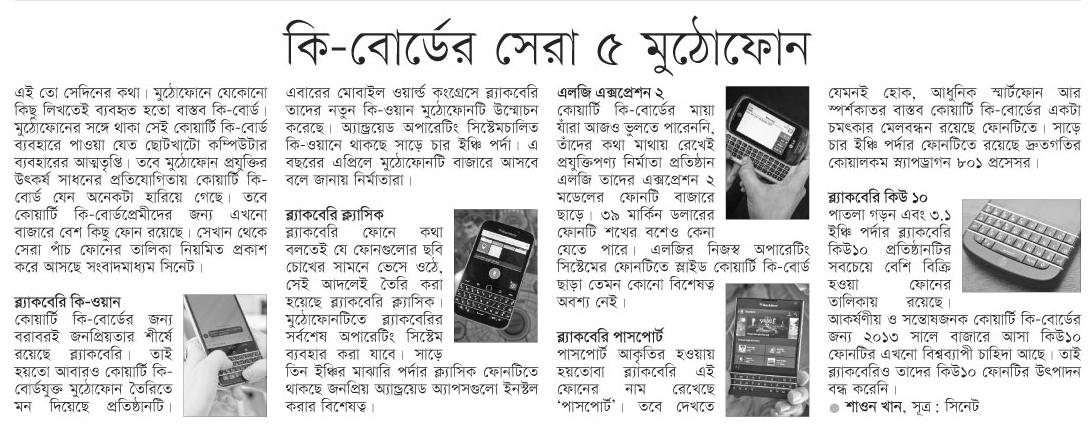 কি-বোর্ডের সেরা ৫ মুঠোফোন
এই তো সেদিনের কথা। মুঠোফোনে যেকোনো
কিছু লিখতেই ব্যবহৃত হতো বাস্তব কি-বোর্ড।
মুঠোফোনের সঙ্গে থাকা সেই কোয়ার্টি কি-বোর্ড
ব্যবহারে পাওয়া যেত ছোটখাটো কম্পিউটার
ব্যবহারের আত্মতৃপ্তি। তবে মুঠোফোন প্রযুক্তির
উৎকর্ষ সাধনের প্রতিযোগিতায় কোয়ার্টি কি-
বোর্ড যেন অনেকটা হারিয়ে গেছে। তবে
কোয়ার্টি কি-বোর্ডপ্রেমীদের জন্য এখনো
বাজারে বেশ কিছু ফোন রয়েছে। সেখান থেকে
সেরা পাঁচ ফোনের তালিকা নিয়মিত প্রকাশ
করে আসছে সংবাদমাধ্যম সিনেট।
ব্ল্যাকবেরি কি-ওয়ান
কোয়ার্টি কি-বোর্ডের জন্য
বরাবরই জনপ্রিয়তার শীর্ষে
রয়েছে ব্ল্যাকবেরি। তাই
হয়তো আবারও কোয়ার্টি কি-
বোর্ডযুক্ত মুঠোফোন তৈরিতে
মন দিয়েছে প্রতিষ্ঠানটি।
এবারের মোবাইল ওয়ার্ল্ড কংগ্রেসে ব্ল্যাকবেরি
তাদের নতুন কি-ওয়ান মুঠোফোনটি উন্মোচন
করেছে। অ্যান্ড্রয়েড অপারেটিং সিস্টেমচালিত
কি-ওয়ানে থাকছে সাড়ে চার ইঞ্চি পর্দা। এ
বছরের এপ্রিলে মুঠোফোনটি বাজারে আসবে
বলে জানায় নির্মাতারা।
ব্ল্যাকবেরি ক্ল্যাসিক
ব্ল্যাকবেরি ফোনে কথা
বলতেই যে ফোনগুলোর ছবি
চোখের সামনে ভেসে ওঠে,
সেই আদলেই তৈরি করা
হয়েছে ব্ল্যাকবেরি ক্ল্যাসিক।
মুঠোফোনটিতে ব্ল্যাকবেরির
সর্বশেষ অপারেটিং সিস্টেম
ব্যবহার করা যাবে। সাড়ে
তিন ইঞ্চির মাঝারি পর্দার ক্ল্যাসিক ফোনটিতে
থাকছে জনপ্রিয় অ্যান্ড্রয়েড অ্যাপসগুলো ইনস্টল
করার বিশেষত্ব।
এলজি এক্সপ্রেশন ২
কোয়ার্টি কি-বোর্ডের মায়া
যাঁরা আজও ভুলতে পারেননি,
তাঁদের কথা মাথায় রেখেই
প্রযুক্তিপণ্য নির্মাতা প্রতিষ্ঠান
এলজি তাদের এক্সপ্রেশন ২
মডেলের ফোনটি বাজারে
ছাড়ে। ৩৯ মার্কিন ডলারের
ফোনটি শখের বশেও কেনা
যেতে পারে। এলজির নিজস্ব অপারেটিং
সিস্টেমের ফোনটিতে স্লাইড কোয়ার্টি কি-বোর্ড
ছাড়া তেমন কোনো বিশেষত্ব
অবশ্য নেই।
ব্ল্যাকবেরি পাসপোর্ট
পাসপোর্ট আকৃতির হওয়ায়
হয়তোবা ব্ল্যাকবেরি এই
ফোনের নাম রেখেছে
‘পাসপোর্ট’। তবে দেখতে
যেমনই হোক, আধুনিক স্মার্টফোন আর
স্পর্শকাতর বাস্তব কোয়ার্টি কি-বোর্ডের একটা
চমৎকার মেলবন্ধন রয়েছে ফোনটিতে। সাড়ে
চার ইঞ্চি পর্দার ফোনটিতে রয়েছে দ্রুতগতির
কোয়ালকম স্ন্যাপড্রাগন ৮০১ প্রসেসর।
ব্ল্যাকবেরি কিউ ১০
পাতলা গড়ন এবং ৩.১
ইঞ্চি পর্দার ব্ল্যাকবেরি
কিউ১০ প্রতিষ্ঠানটির
সবচেয়ে বেশি বিক্রি
হওয়া ফোনের
তালিকায় রয়েছে।
আকর্ষণীয় ও সন্তোষজনক কোয়ার্টি কি-বোর্ডের
জন্য ২০১৩ সালে বাজারে আসা কিউ১০
ফোনটির এখনো বিশ্বব্যাপী চাহিদা আছে। তাই
ব্ল্যাকবেরিও তাদের কিউ১০ ফোনটির উৎপাদন
বন্ধ করেনি।
● শাওন খান, সূত্র : সিনেট